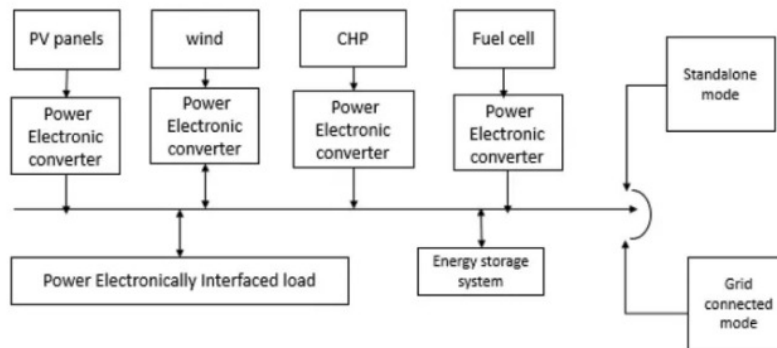 PV panels
wind
CHP
Fuel cell
Power
Electronic
converter
Power
Electronic
converter
Power
Electronic
converter
Power
Electronic
converter
Standalone
mode
Power Electronically Interfaced load
Energy storage
system
Grid
connected
mode